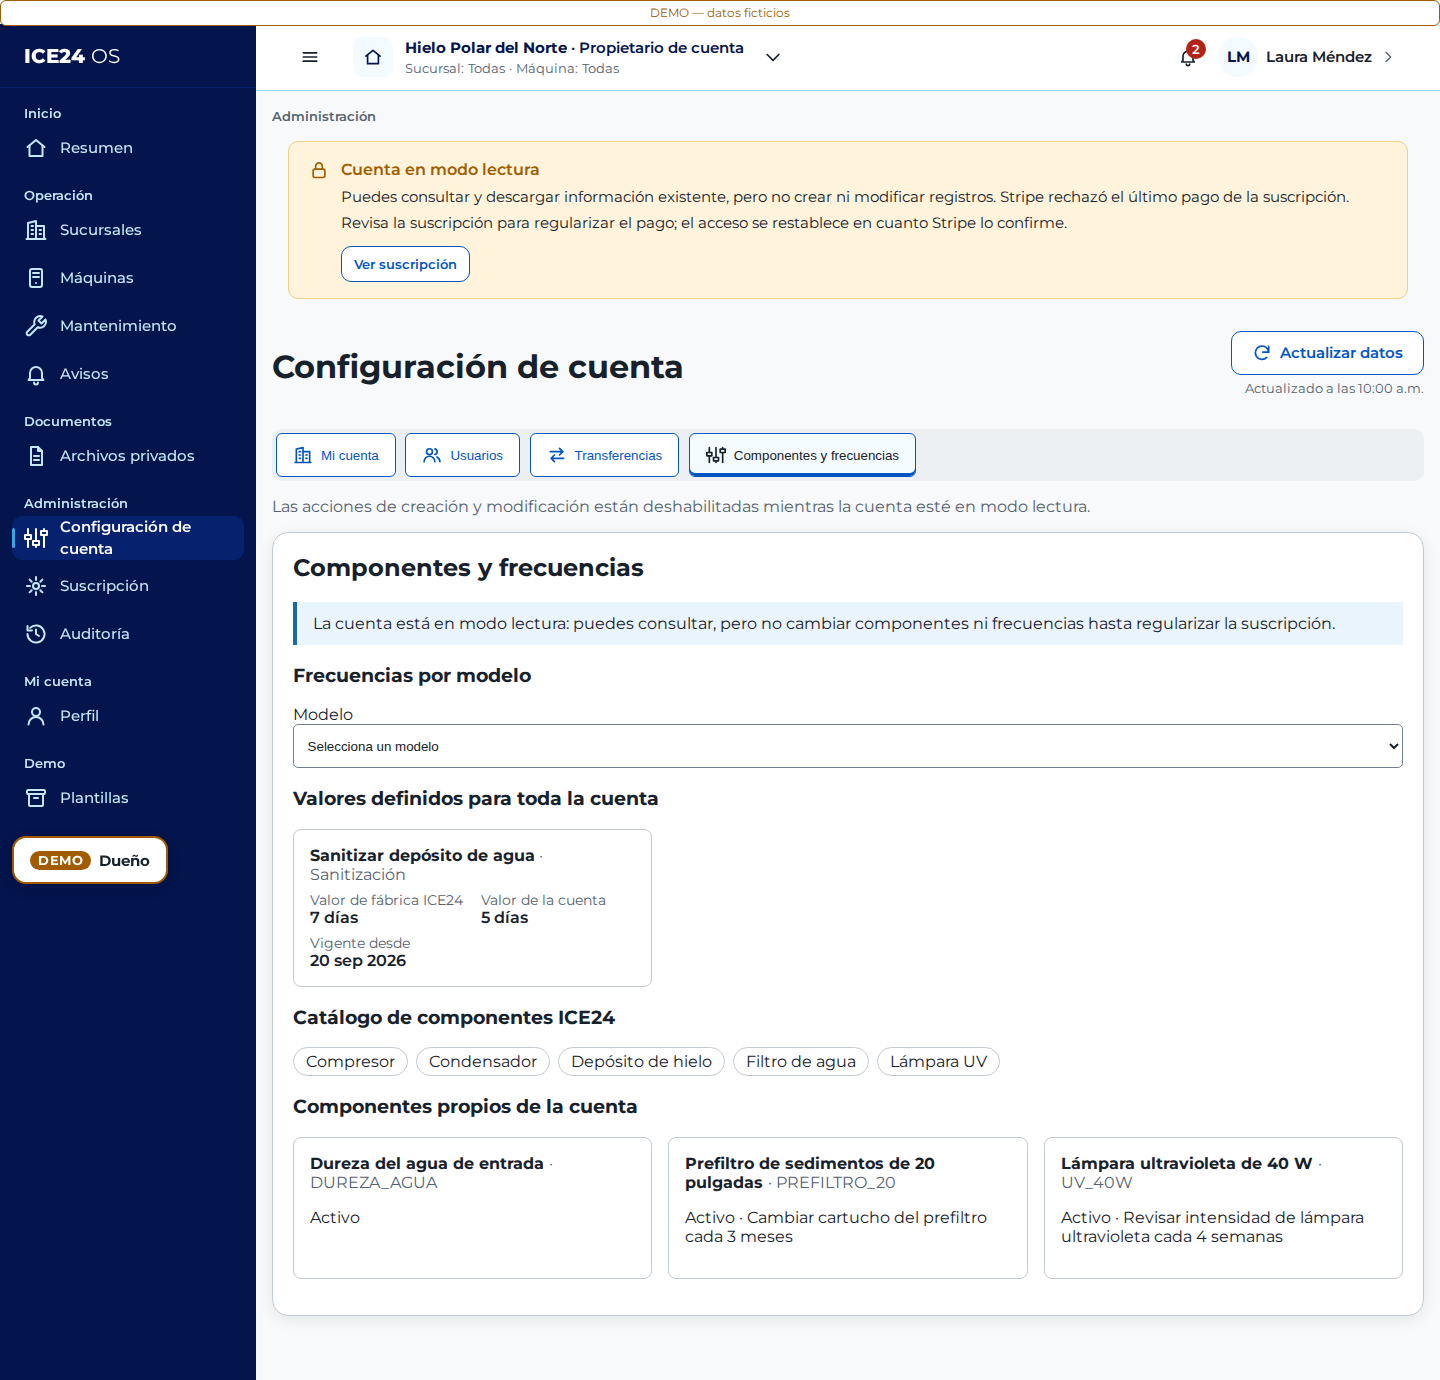 DEMO — datos ficticios
ICE24 OS
Inicio
Resumen
Operación
Sucursales
Máquinas
Mantenimiento
Avisos
Documentos
Archivos privados
Administración
Configuración de
cuenta
Suscripción
Auditoría
Mi cuenta
Perfil
Demo
Plantillas
DEMO Dueño
Hielo Polar del Norte · Propietario de cuenta
Sucursal: Todas · Máquina: Todas
2
LM Laura Méndez
Administración
Cuenta en modo lectura
Puedes consultar y descargar información existente, pero no crear ni modificar registros. Stripe rechazó el último pago de la suscripción.
Revisa la suscripción para regularizar el pago; el acceso se restablece en cuanto Stripe lo confirme.
Ver suscripción
Configuración de cuenta
Actualizar datos
Actualizado a las 10:00 a.m.
Mi cuenta Usuarios Transferencias Componentes y frecuencias
Las acciones de creación y modificación están deshabilitadas mientras la cuenta esté en modo lectura.
Componentes y frecuencias
La cuenta está en modo lectura: puedes consultar, pero no cambiar componentes ni frecuencias hasta regularizar la suscripción.
Frecuencias por modelo
Modelo
Selecciona un modelo
Valores definidos para toda la cuenta
Sanitizar depósito de agua ·
Sanitización
Valor de fábrica ICE24 Valor de la cuenta
7 días 5 días
Vigente desde
20 sep 2026
Catálogo de componentes ICE24
Compresor Condensador Depósito de hielo Filtro de agua Lámpara UV
Componentes propios de la cuenta
Dureza del agua de entrada ·
DUREZA_AGUA
Activo
Prefiltro de sedimentos de 20
pulgadas · PREFILTRO_20
Activo · Cambiar cartucho del prefiltro
cada 3 meses
Lámpara ultravioleta de 40 W ·
UV_40W
Activo · Revisar intensidad de lámpara
ultravioleta cada 4 semanas